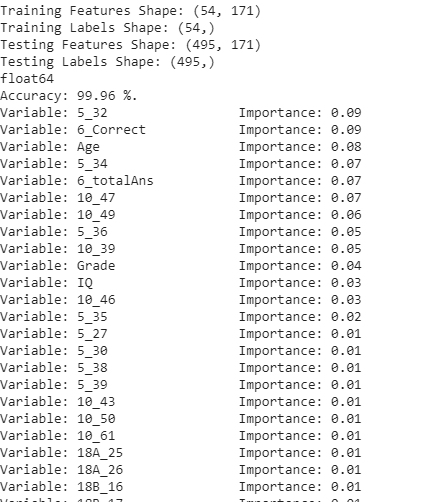 Training Features Shape: (54, 171)
Training Labels Shape: (54,)
Testing Features Shape: (495, 171)
Testing Labels Shape: (495,)
float64
Accuracy: 99.96 %.
Variable: 5_32 Importance: 0.09
Variable: 6_Correct Importance: 0.09
Variable: Age Importance: 0.08
Variable: 5_34 Importance: 0.07
Variable: 6_totalAns Importance: 0.07
Variable: 10_47 Importance: 0.07
Variable: 10_49 Importance: 0.06
Variable: 5_36 Importance: 0.05
Variable: 10_39 Importance: 0.05
Variable: Grade Importance: 0.04
Variable: IQ Importance: 0.03
Variable: 10_46 Importance: 0.03
Variable: 5_35 Importance: 0.02
Variable: 5_27 Importance: 0.01
Variable: 5_30 Importance: 0.01
Variable: 5_38 Importance: 0.01
Variable: 5_39 Importance: 0.01
Variable: 10_43 Importance: 0.01
Variable: 10_50 Importance: 0.01
Variable: 10_61 Importance: 0.01
Variable: 18A_25 Importance: 0.01
Variable: 18A_26 Importance: 0.01
Variable: 18B_16 Importance: 0.01
Variable: 18B_17 Importance: 0.01